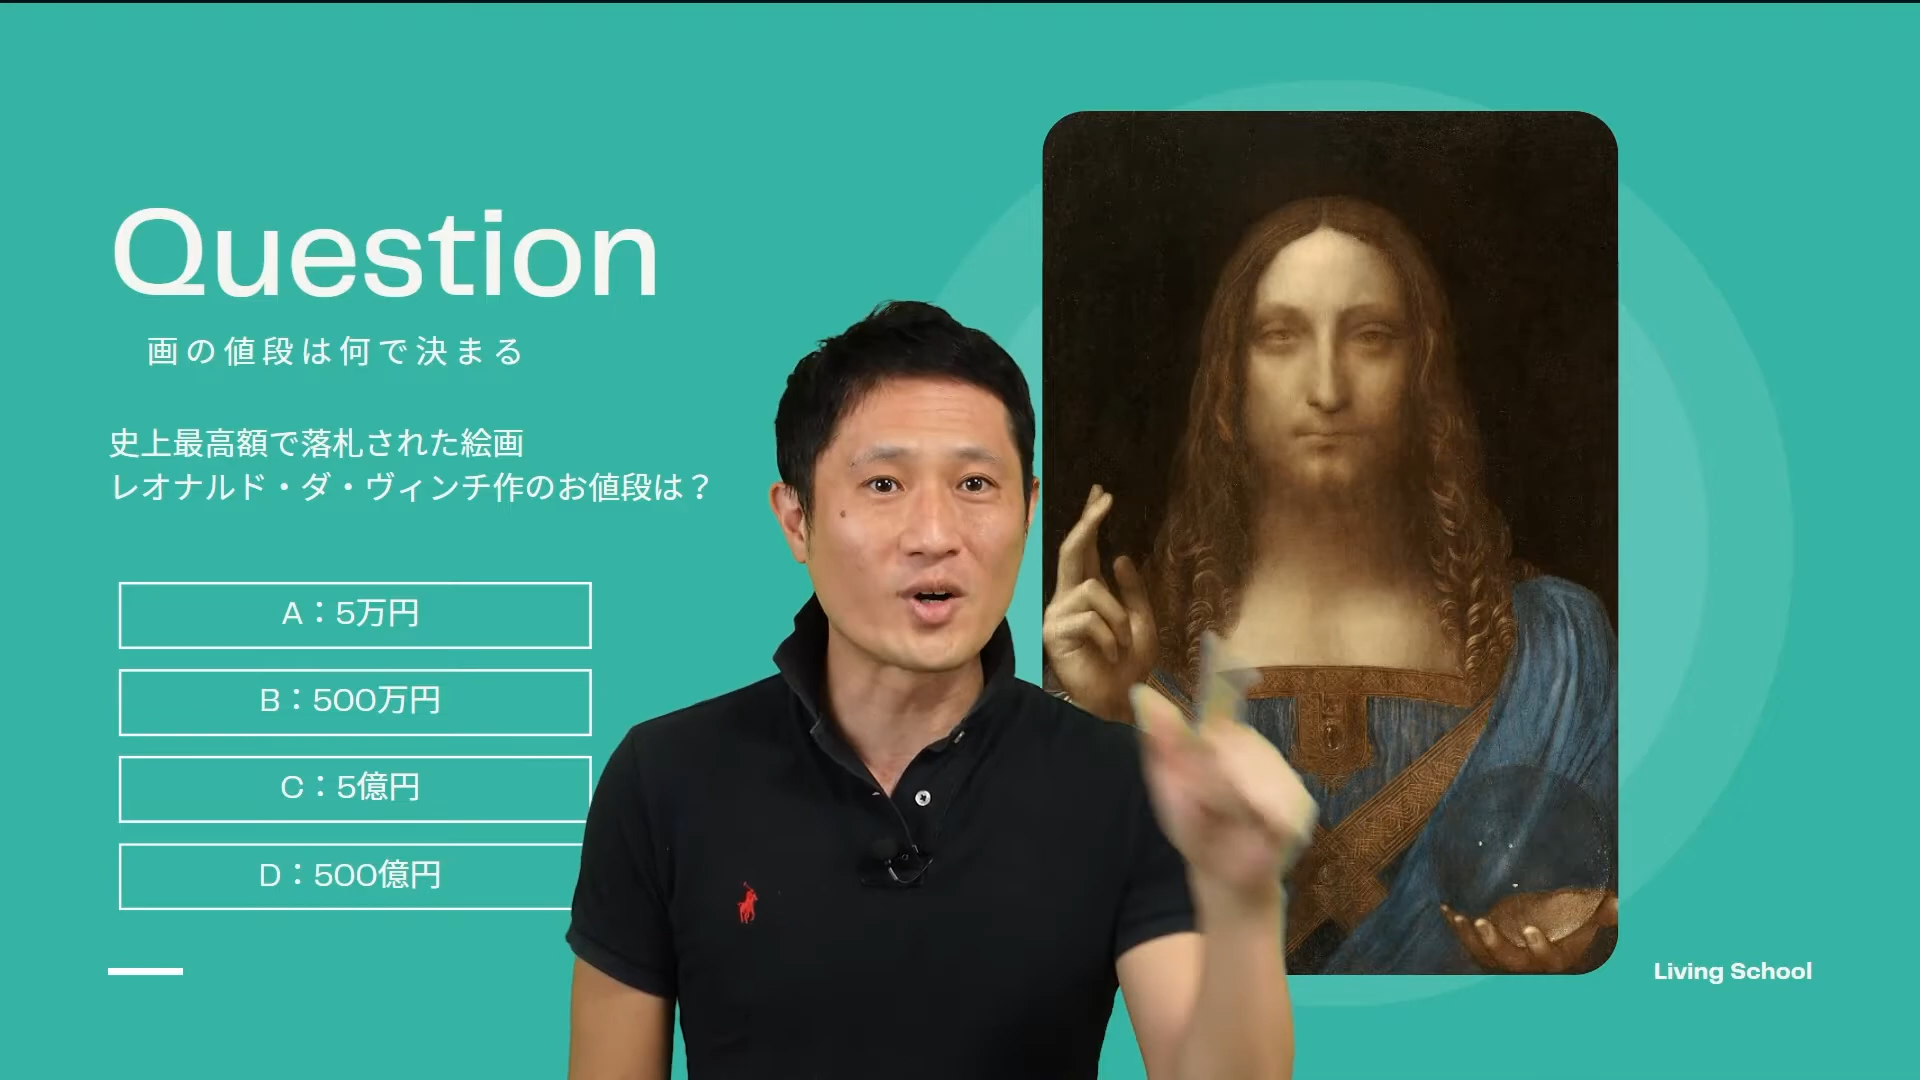 Question
画の値段は何で決まる
史上最高額で落札された絵画
レオナルド・ダ・ヴィンチ作のお値段は？
A：5万円
B：500万円
C：5億円
D：500億円
Living School